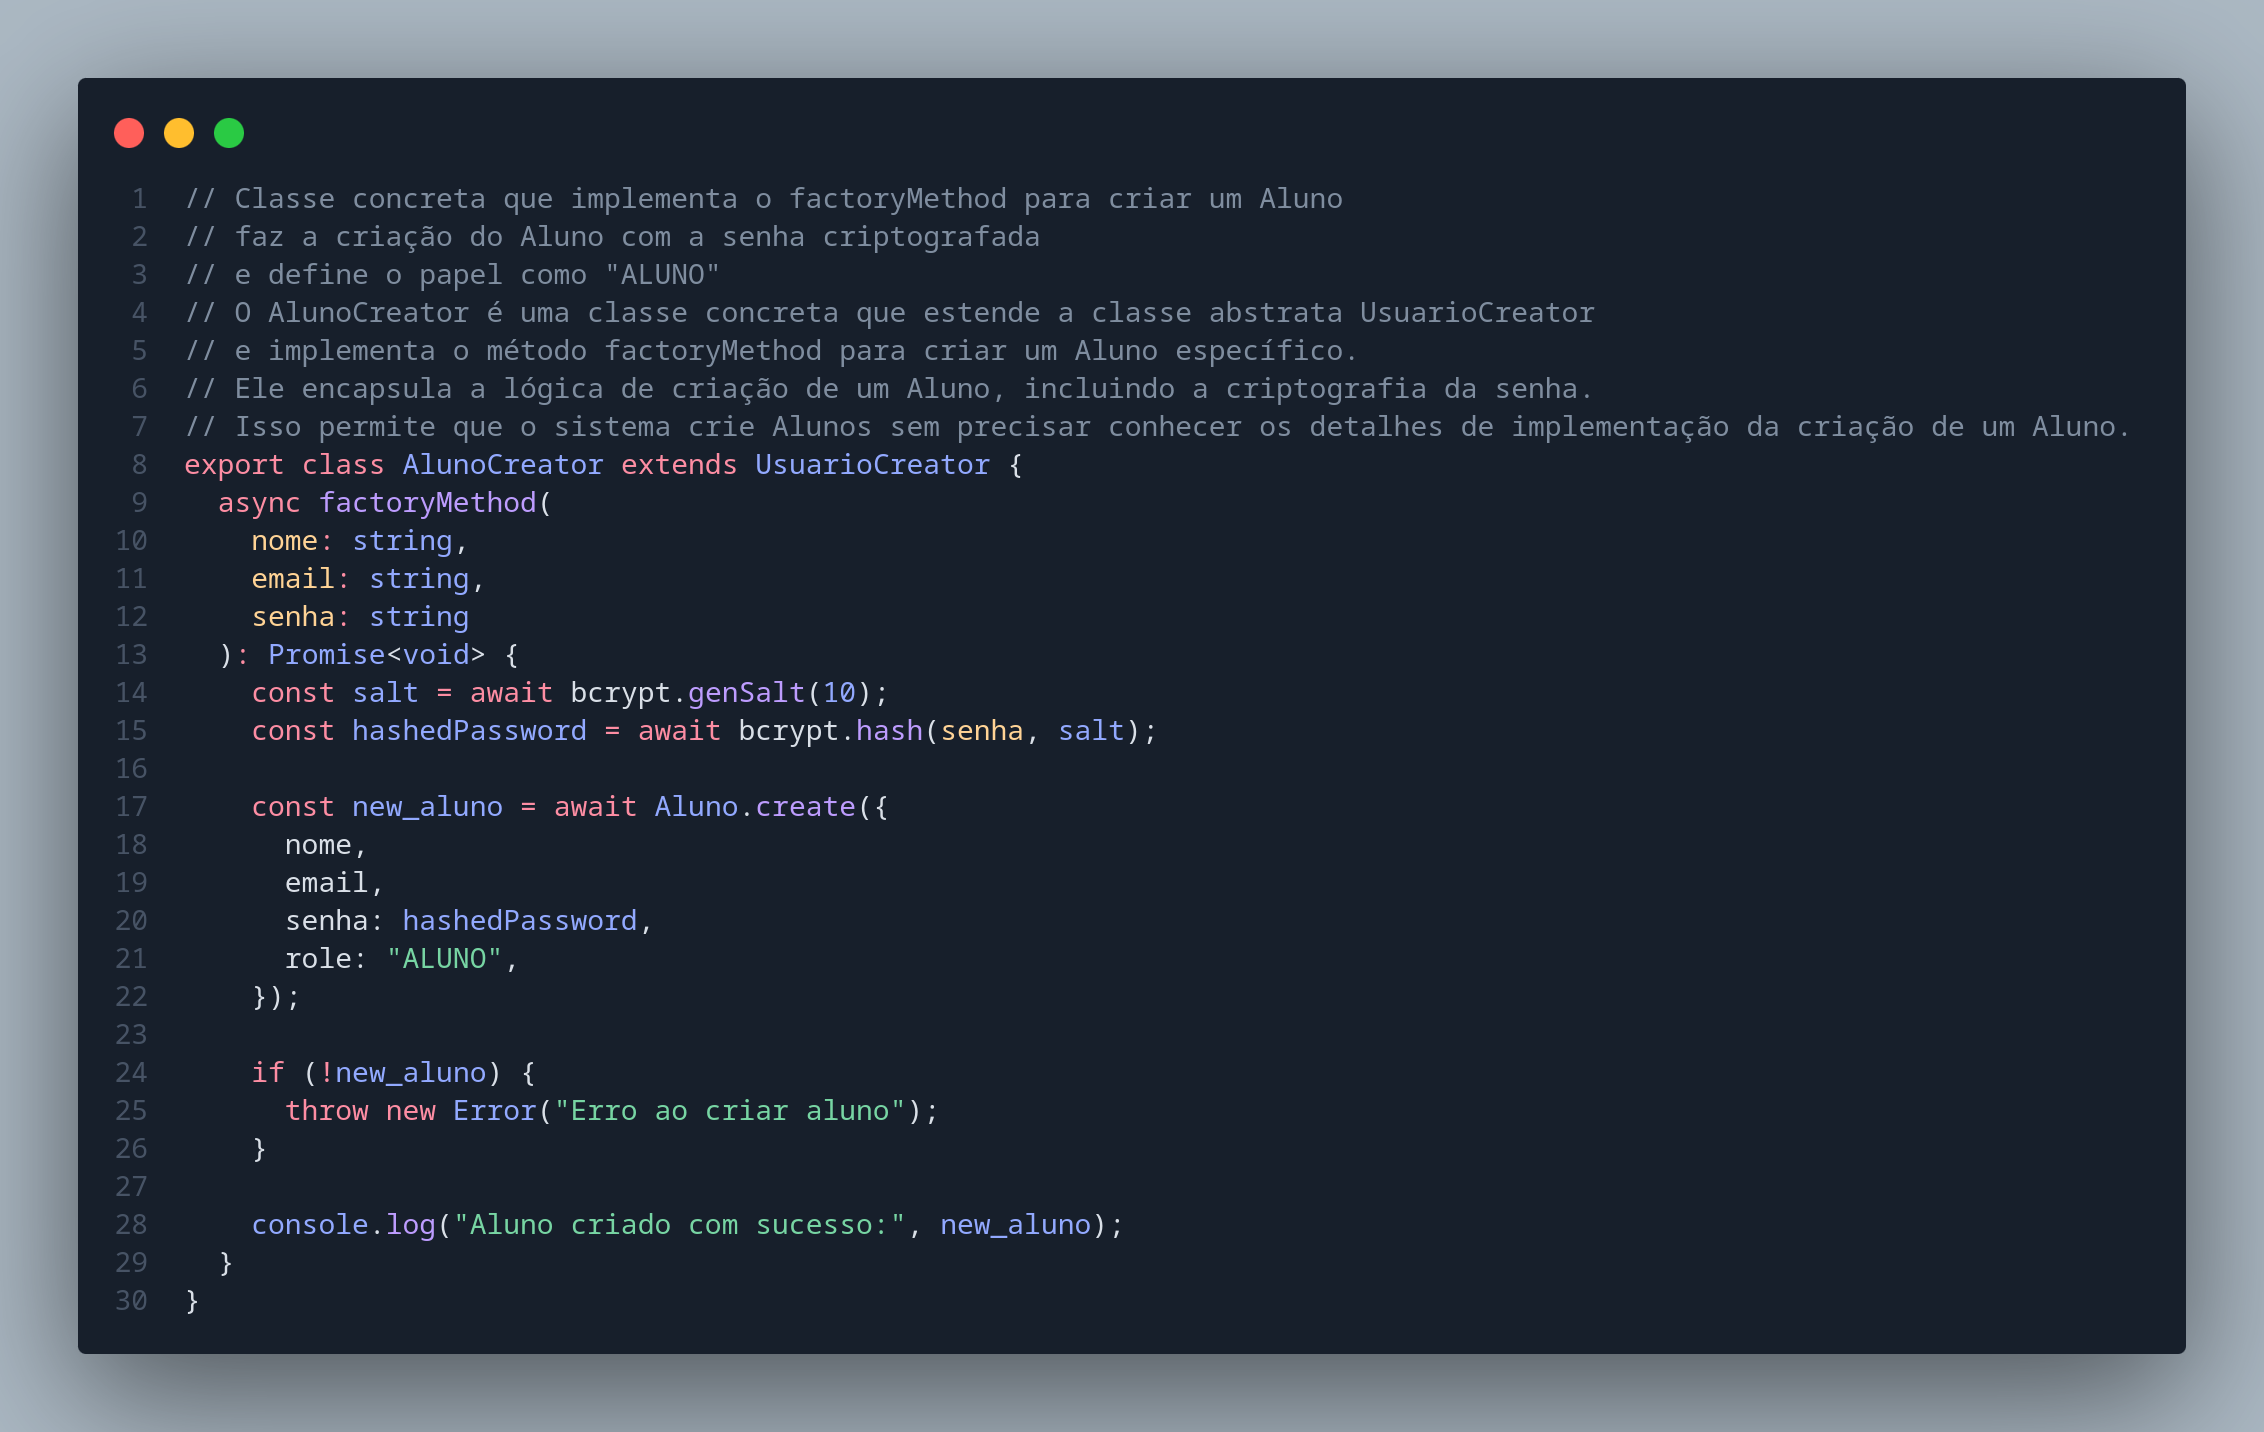 1 // Classe concreta que implementa o factoryMethod para criar um Aluno
2 // faz a criação do Aluno com a senha criptografada
3 // e define o papel como "ALUNO"
4 // O AlunoCreator é uma classe concreta que estende a classe abstrata UsuarioCreator
5 // e implementa o método factoryMethod para criar um Aluno específico.
6 // Ele encapsula a lógica de criação de um Aluno, incluindo a criptografia da senha.
7 // Isso permite que o sistema crie Alunos sem precisar conhecer os detalhes de implementação da criação de um Aluno.
8 export class AlunoCreator extends UsuarioCreator {
9   async factoryMethod(
10     nome: string,
11     email: string,
12     senha: string
13   ): Promise<void> {
14     const salt = await bcrypt.genSalt(10);
15     const hashedPassword = await bcrypt.hash(senha, salt);
16
17     const new_aluno = await Aluno.create({
18       nome,
19       email,
20       senha: hashedPassword,
21       role: "ALUNO",
22     });
23
24     if (!new_aluno) {
25       throw new Error("Erro ao criar aluno");
26     }
27
28     console.log("Aluno criado com sucesso:", new_aluno);
29   }
30 }